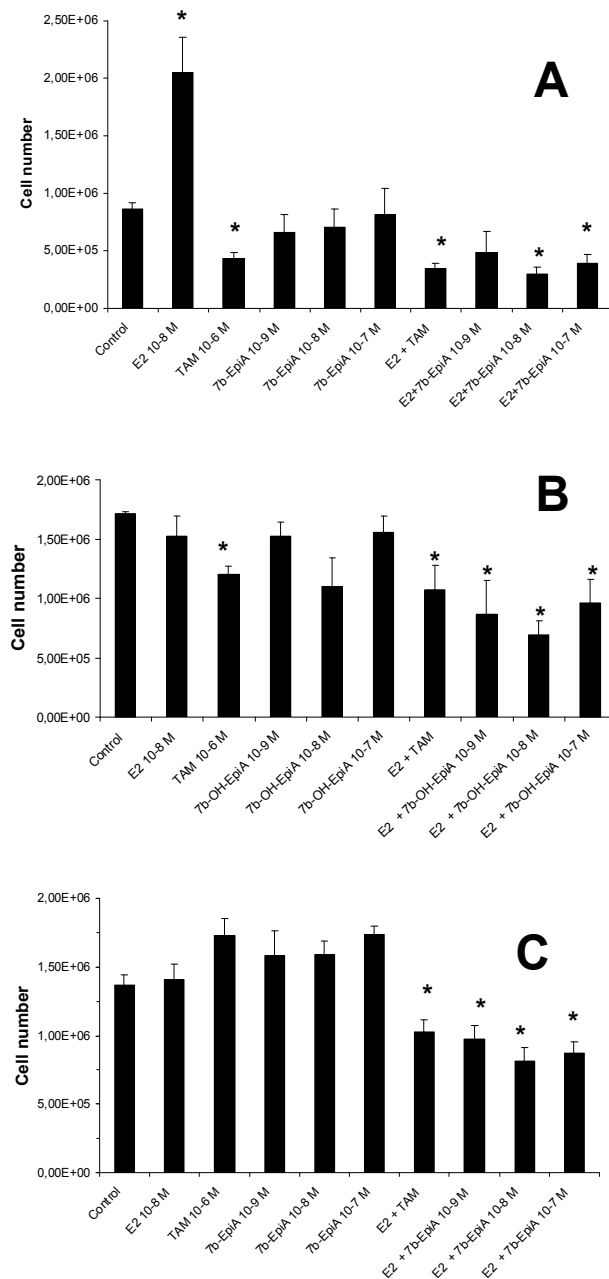 A
Cell number
2,50E+06
2,00E+06
1,50E+06
1,00E+06
5,00E+05
0,00E+00
*
*
*
*
*
Control
E2 10-8 M
TAM 10-6 M
7b-EpiA 10-9 M
7b-EpiA 10-8 M
7b-EpiA 10-7 M
E2 + TAM
E2+7b-EpiA 10-9 M
E2+7b-EpiA 10-8 M
E2+7b-EpiA 10-7 M
B
Cell number
2,00E+06
1,50E+06
1,00E+06
5,00E+05
0,00E+00
*
*
*
*
*
Control
E2 10-8 M
TAM 10-6 M
7b-OH-EpiA 10-9 M
7b-OH-EpiA 10-8 M
7b-OH-EpiA 10-7 M
E2 + TAM
E2 + 7b-OH-EpiA 10-9 M
E2 + 7b-OH-EpiA 10-8 M
E2 + 7b-OH-EpiA 10-7 M
C
Cell number
2,00E+06
1,50E+06
1,00E+06
5,00E+05
0,00E+00
*
*
*
*
Control
E2 10-8 M
TAM 10-6 M
7b-EpiA 10-9 M
7b-EpiA 10-8 M
7b-EpiA 10-7 M
E2 + TAM
E2 + 7b-EpiA 10-9 M
E2 + 7b-EpiA 10-8 M
E2 + 7b-EpiA 10-7 M